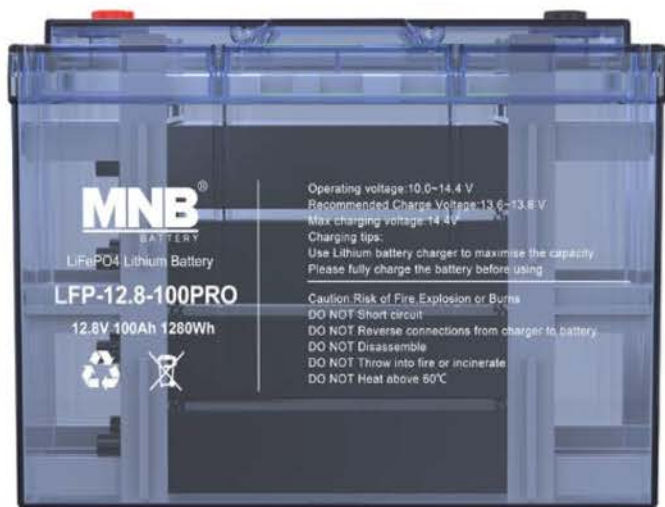 MNB®
BATTERY
LiFePO4 Lithium Battery
LFP-12.8-100PRO
12.8V 100Ah 1280Wh
Operating voltage:10.0~14.4 V
Recommended Charge Voltage:13.6~13.8 V
Max charging voltage:14.4V
Charging tips:
Use Lithium battery charger to maximise the capacity
Please fully charge the battery before using
Caution:Risk of Fire,Explosion or Burns
DO NOT Short circuit
DO NOT Reverse connections from charger to battery
DO NOT Disassemble
DO NOT Throw into fire or incinerate
DO NOT Heat above 60℃